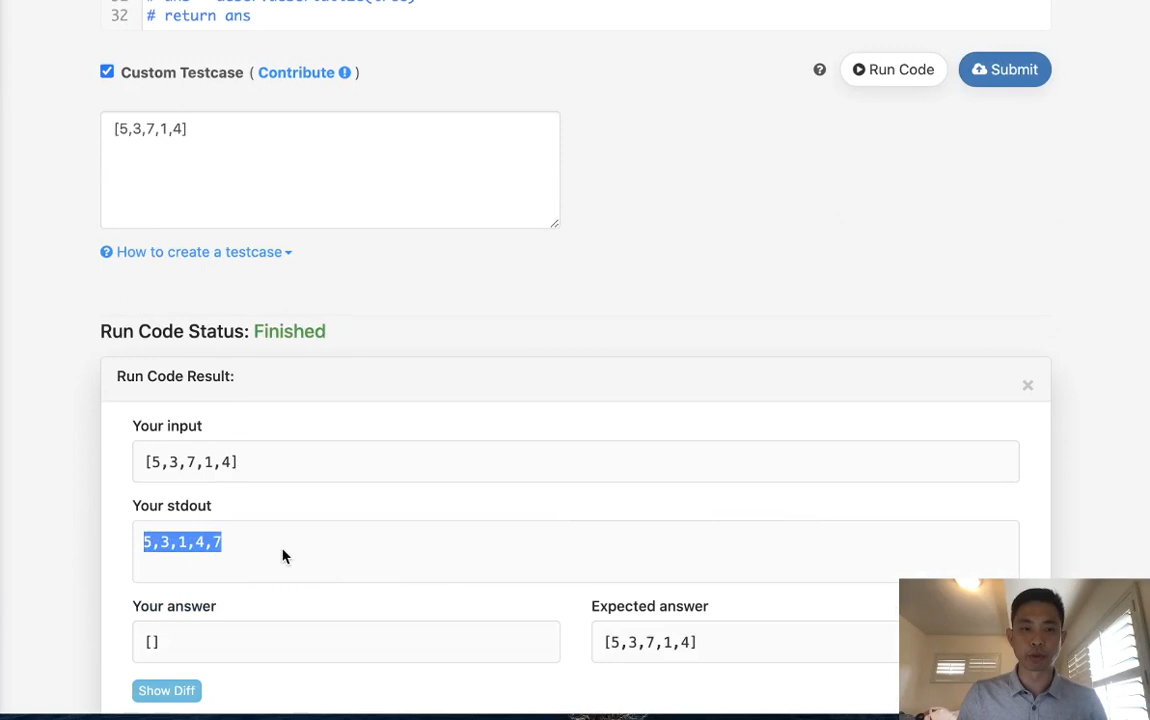 32 # return ans
Custom Testcase ( Contribute )
Run Code
Submit
[5,3,7,1,4]
How to create a testcase
Run Code Status: Finished
Run Code Result:
×
Your input
[5,3,7,1,4]
Your stdout
5,3,1,4,7
Your answer
[]
Expected answer
[5,3,7,1,4]
Show Diff